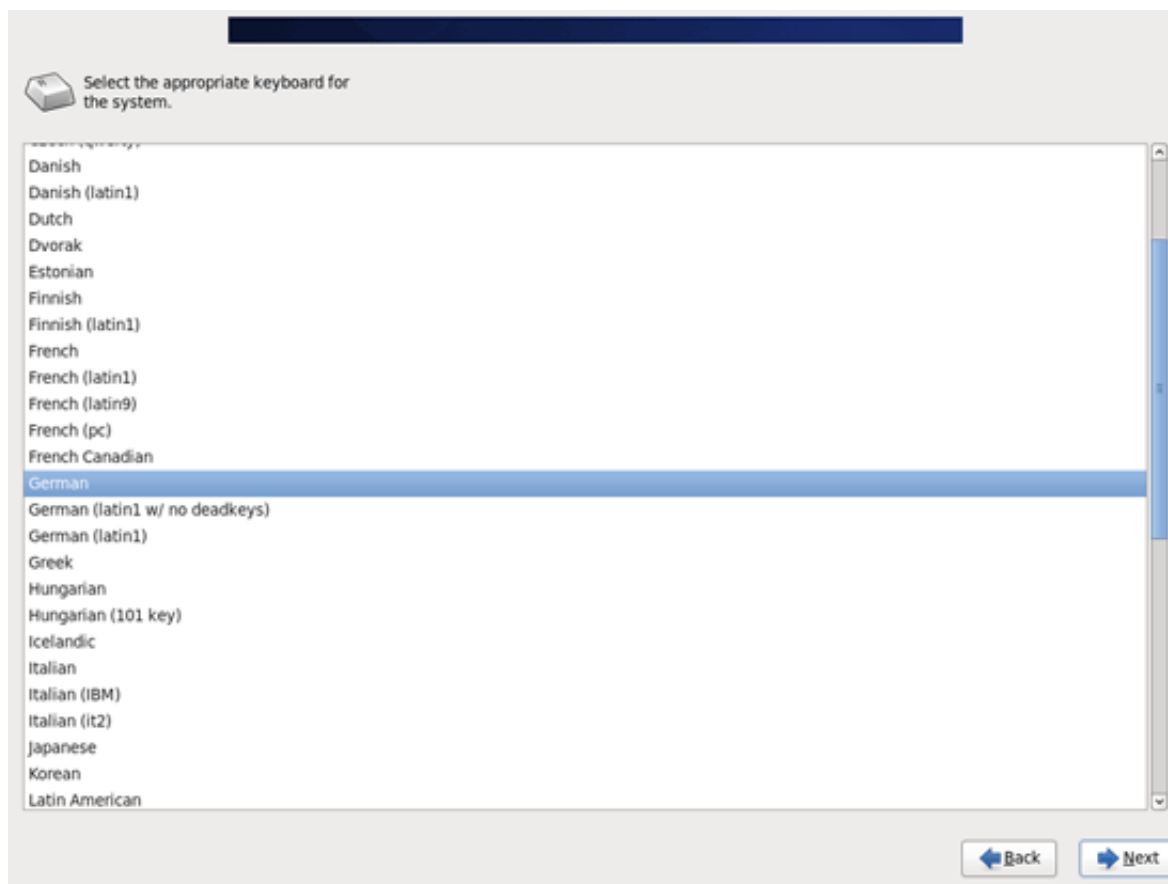 Select the appropriate keyboard for
the system.
Danish
Danish (latin1)
Dutch
Dvorak
Estonian
Finnish
Finnish (latin1)
French
French (latin1)
French (latin9)
French (pc)
French Canadian
German
German (latin1 w/ no deadkeys)
German (latin1)
Greek
Hungarian
Hungarian (101 key)
Icelandic
Italian
Italian (IBM)
Italian (it2)
Japanese
Korean
Latin American
Back
Next